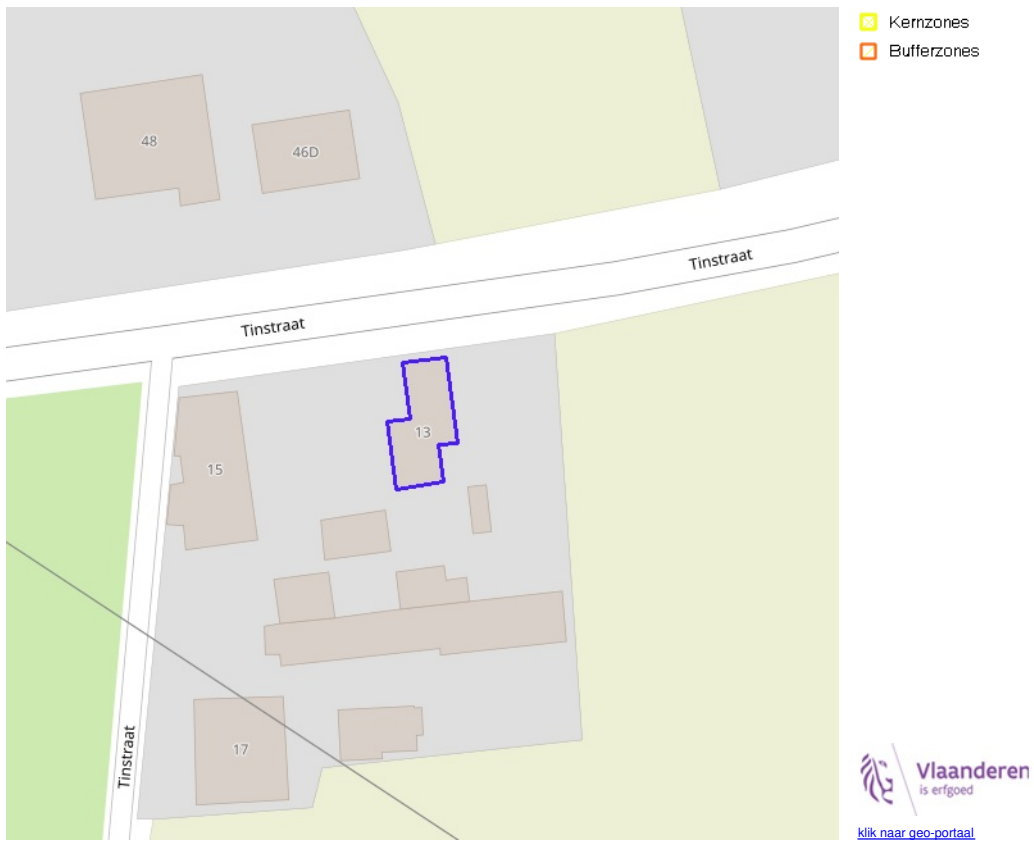 Kernzones
Bufferzones
48
46D
Tinstraat
Tinstraat
13
15
17
Tinstraat
Vlaanderen
is erfgoed
klik naar geo-portaal